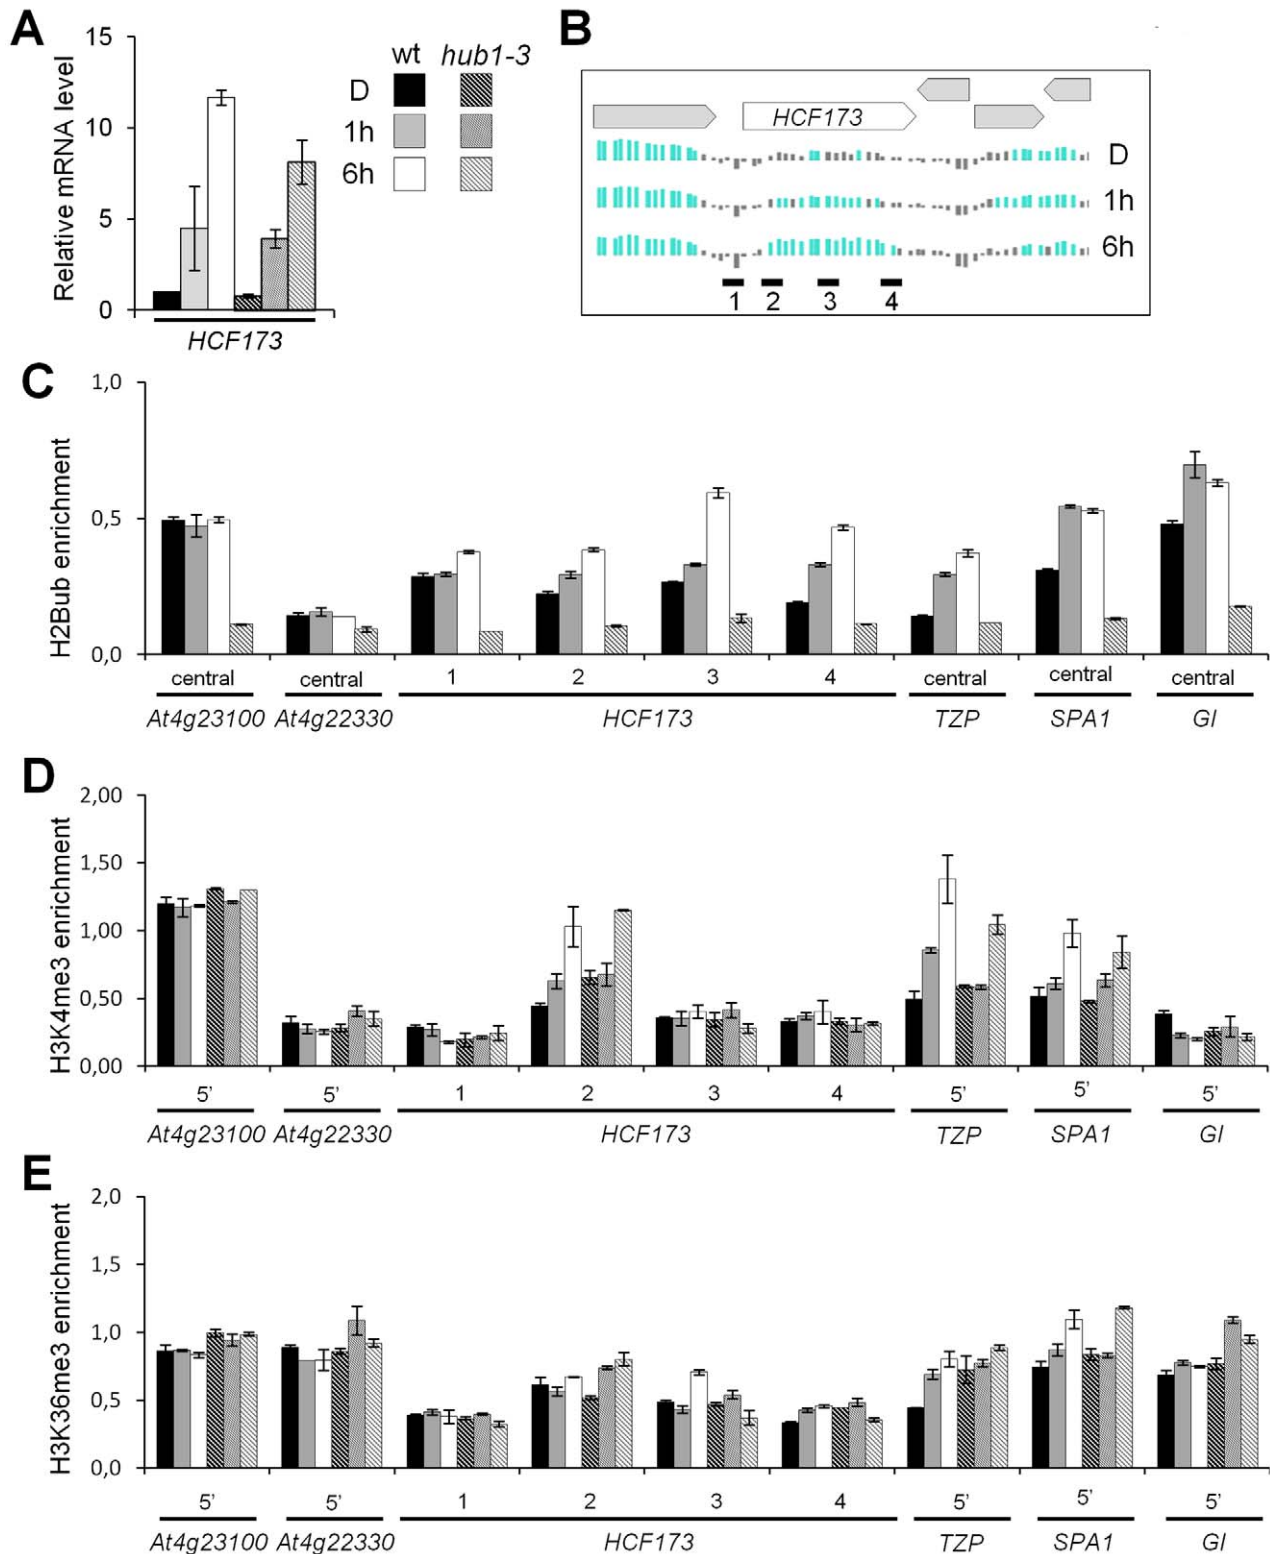 A
Relative mRNA level
15
10
5
0
HCF173
wt hub1-3
D
1h
6h
B
HCF173
D
1h
6h
1 2 3 4
C
H2Bub enrichment
1,0
0,5
0,0
central central 1 2 3 4 central central central
At4g23100 At4g22330 HCF173 TZP SPA1 GI
D
H3K4me3 enrichment
2,00
1,50
1,00
0,50
0,00
5' 5' 1 2 3 4 5' 5' 5'
At4g23100 At4g22330 HCF173 TZP SPA1 GI
E
H3K36me3 enrichment
2,0
1,5
1,0
0,5
0,0
5' 5' 1 2 3 4 5' 5' 5'
At4g23100 At4g22330 HCF173 TZP SPA1 GI